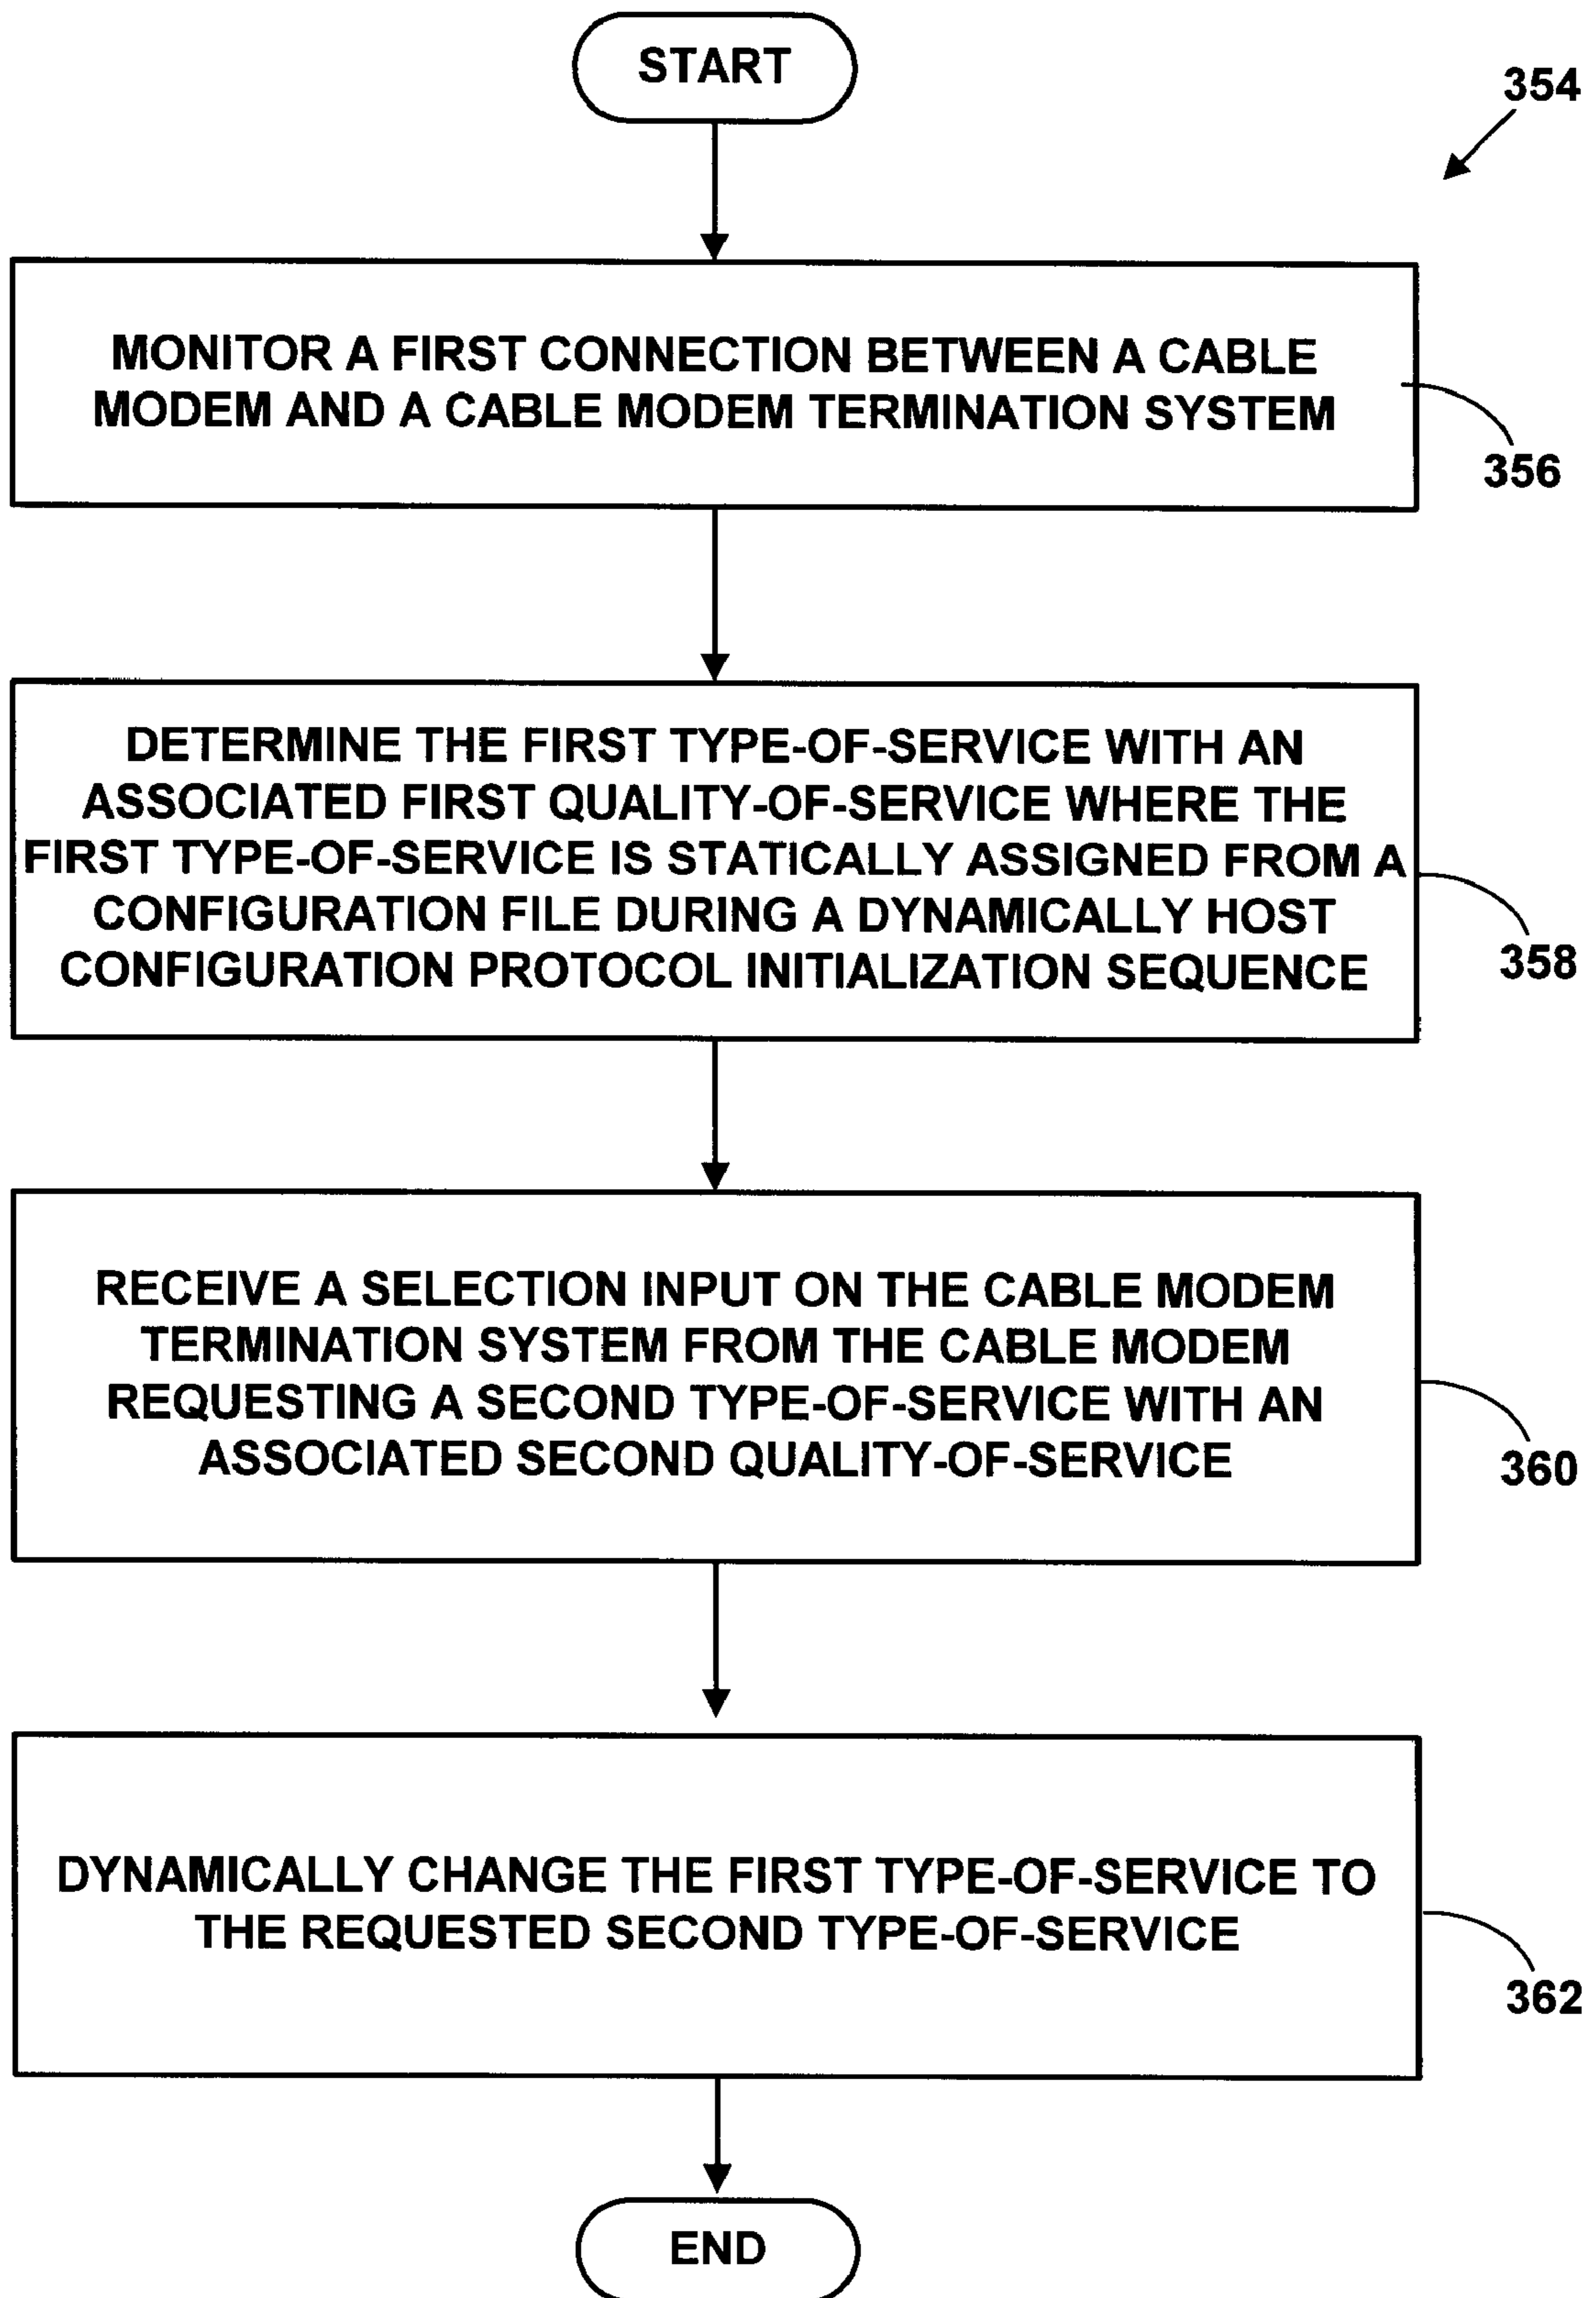 START
354
MONITOR A FIRST CONNECTION BETWEEN A CABLE
MODEM AND A CABLE MODEM TERMINATION SYSTEM
356
DETERMINE THE FIRST TYPE-OF-SERVICE WITH AN
ASSOCIATED FIRST QUALITY-OF-SERVICE WHERE THE
FIRST TYPE-OF-SERVICE IS STATICALLY ASSIGNED FROM A
CONFIGURATION FILE DURING A DYNAMICALLY HOST
CONFIGURATION PROTOCOL INITIALIZATION SEQUENCE
358
RECEIVE A SELECTION INPUT ON THE CABLE MODEM
TERMINATION SYSTEM FROM THE CABLE MODEM
REQUESTING A SECOND TYPE-OF-SERVICE WITH AN
ASSOCIATED SECOND QUALITY-OF-SERVICE
360
DYNAMICALLY CHANGE THE FIRST TYPE-OF-SERVICE TO
THE REQUESTED SECOND TYPE-OF-SERVICE
362
END